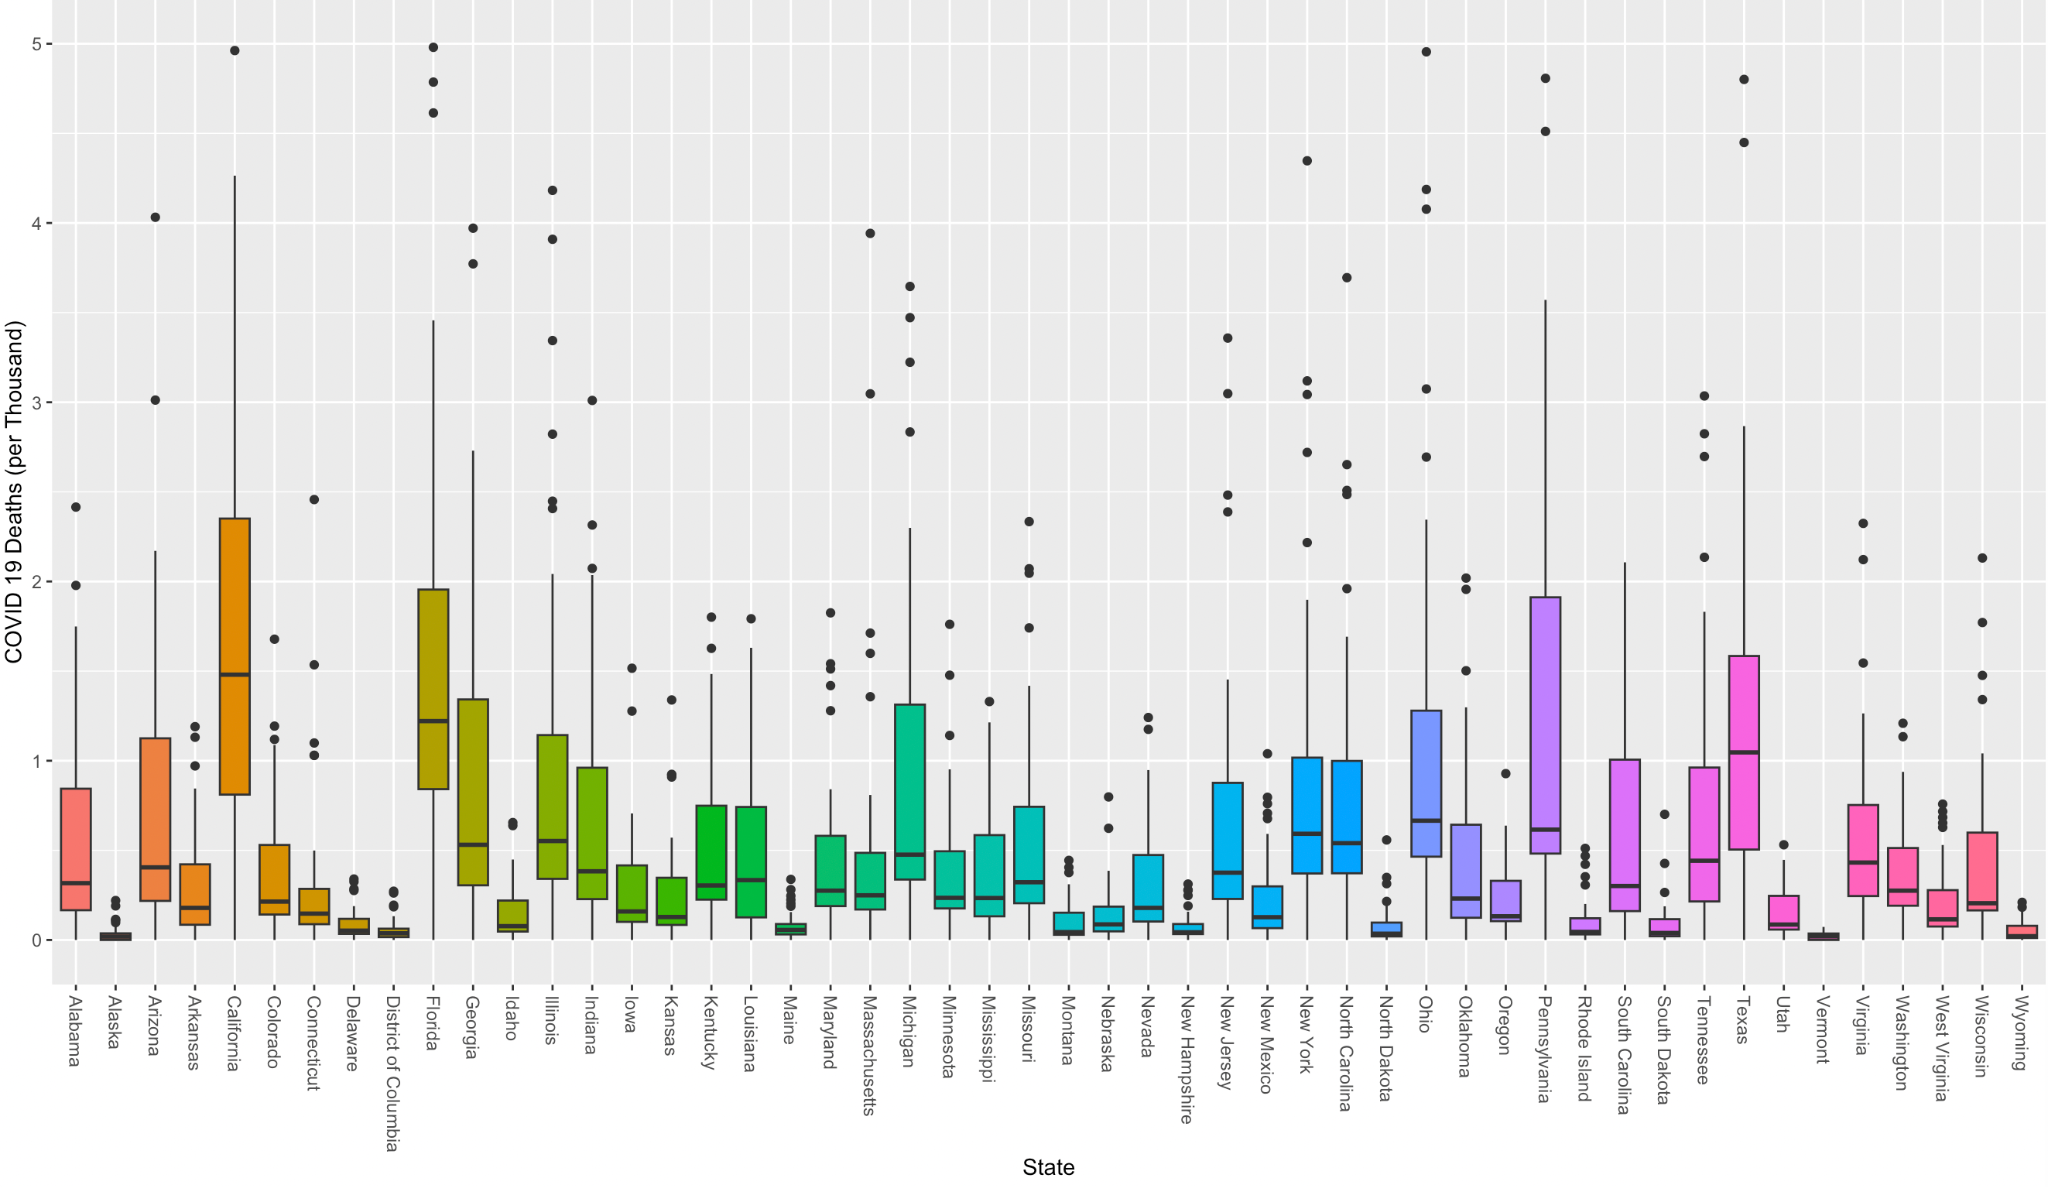 5
4
3
2
1
0
COVID 19 Deaths (per Thousand)
Alabama
Alaska
Arizona
Arkansas
California
Colorado
Connecticut
Delaware
District of Columbia
Florida
Georgia
Idaho
Illinois
Indiana
Iowa
Kansas
Kentucky
Louisiana
Maine
Maryland
Massachusetts
Michigan
Minnesota
Mississippi
Missouri
Montana
Nebraska
Nevada
New Hampshire
New Jersey
New Mexico
New York
North Carolina
North Dakota
Ohio
Oklahoma
Oregon
Pennsylvania
Rhode Island
South Carolina
South Dakota
Tennessee
Texas
Utah
Vermont
Virginia
Washington
West Virginia
Wisconsin
Wyoming
State